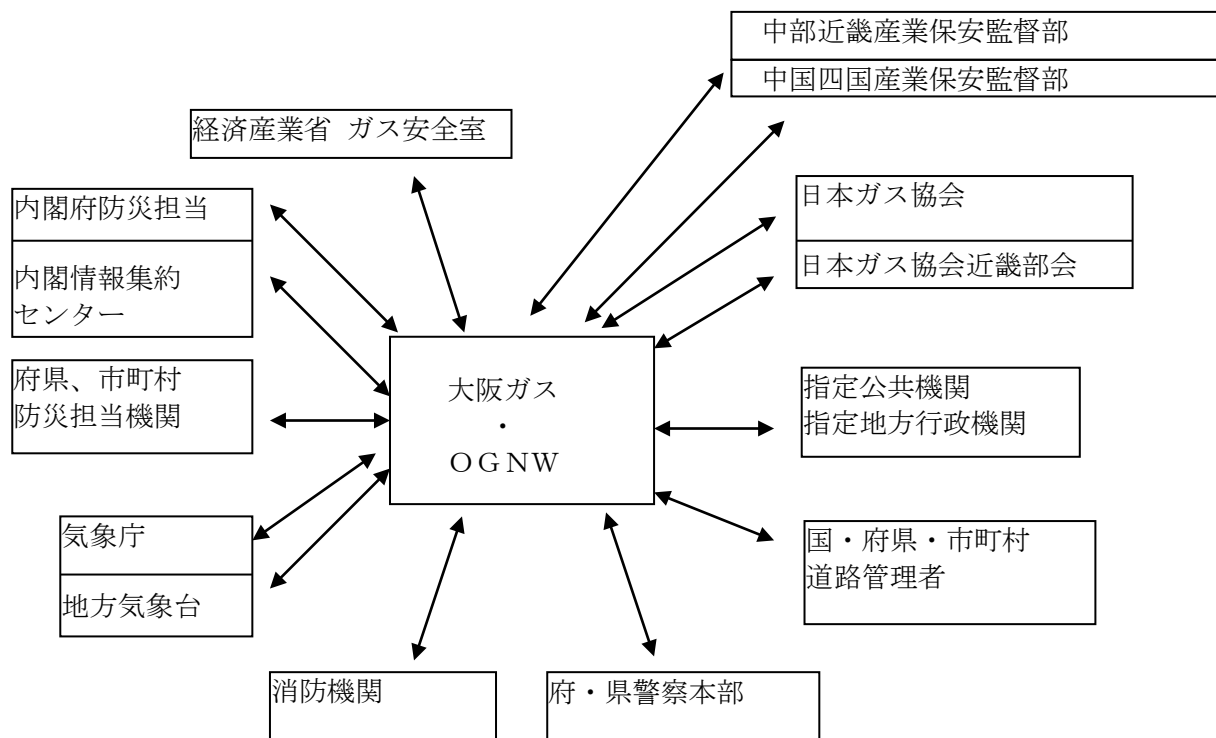 中部近畿産業保安監督部
中国四国産業保安監督部
経済産業省 ガス安全室
内閣府防災担当
内閣情報集約
センター
日本ガス協会
日本ガス協会近畿部会
府県、市町村
防災担当機関
大阪ガス
・
ＯＧＮＷ
指定公共機関
指定地方行政機関
気象庁
地方気象台
国・府県・市町村
道路管理者
消防機関
府・県警察本部